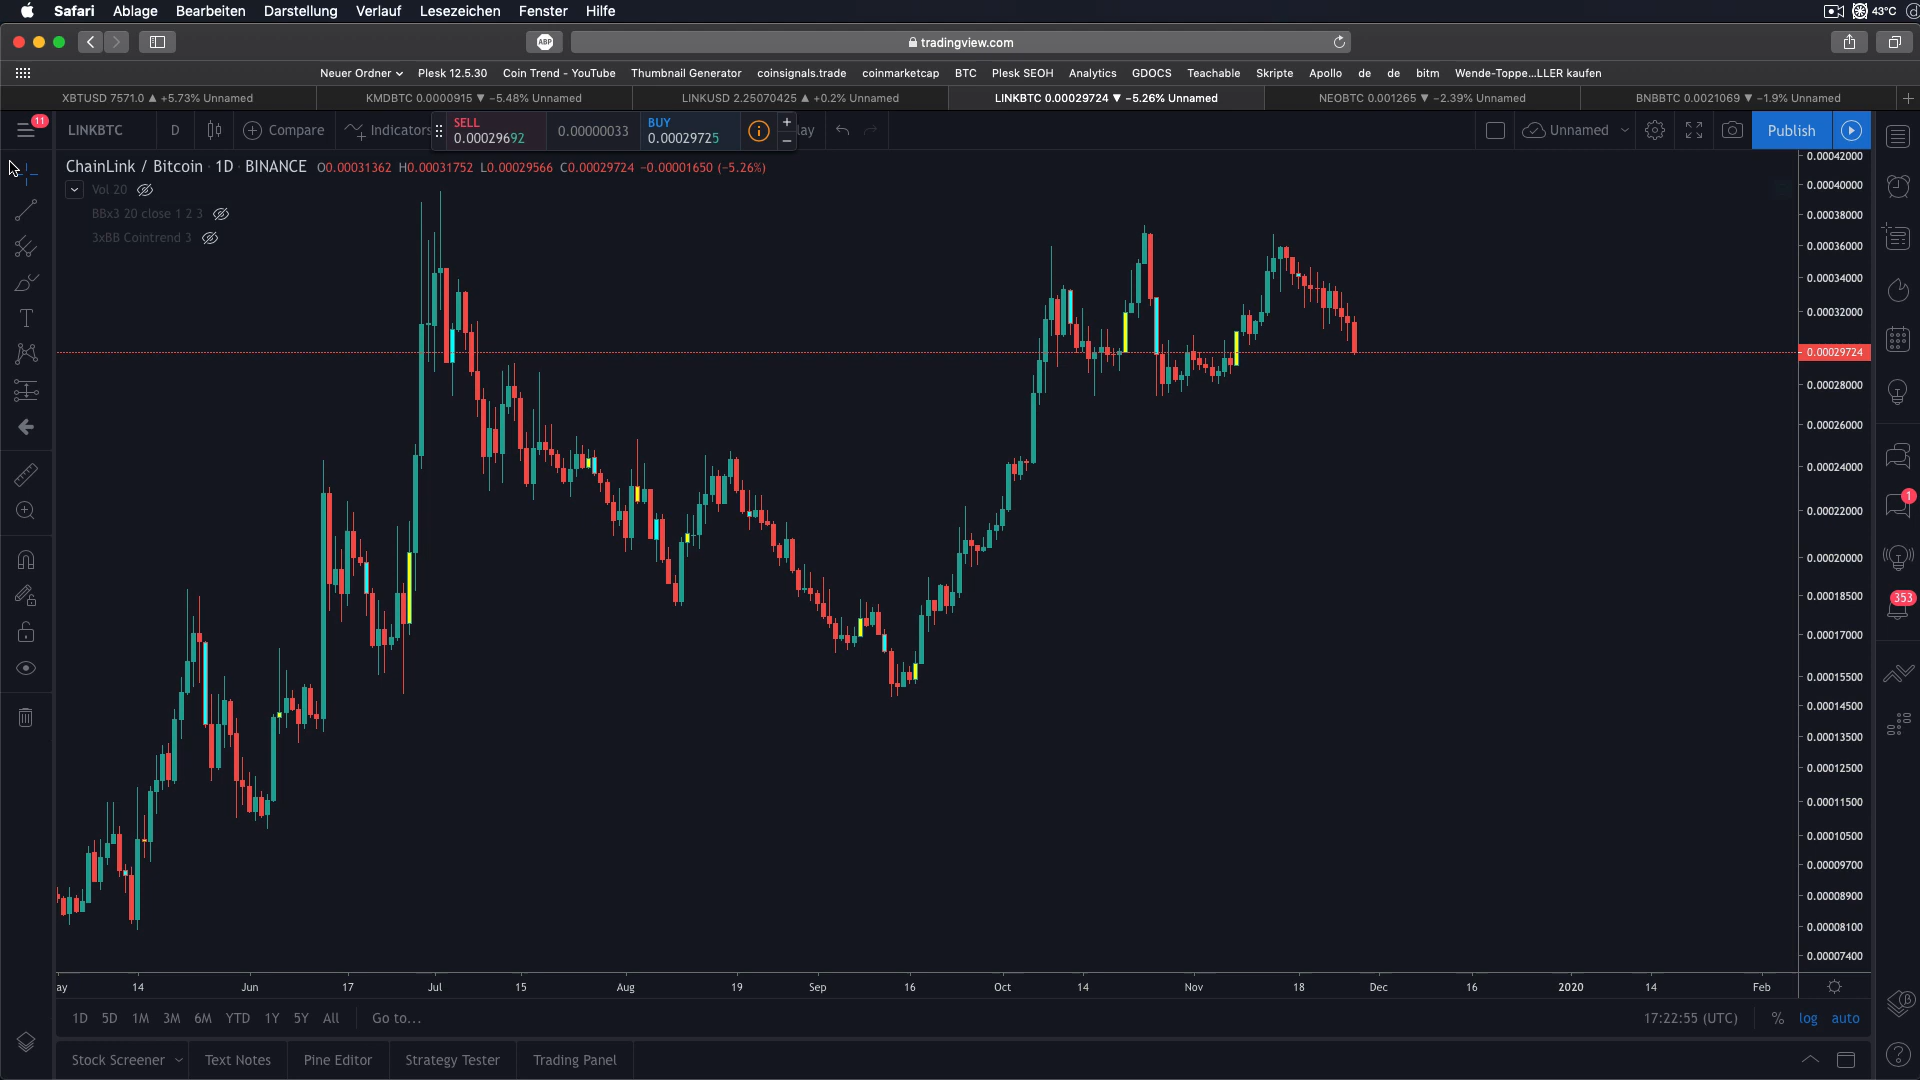 Safari Ablage Bearbeiten Darstellung Verlauf Lesezeichen Fenster Hilfe 43°C
ABP tradingview.com
Neuer Ordner Plesk 12.5.30 Coin Trend - YouTube Thumbnail Generator coinsignals.trade coinmarketcap BTC Plesk SEOH Analytics GDOCS Teachable Skripte Apollo de de bitm Wende-Toppe...LLER kaufen
XBTUSD 7571.0 ▲ +5.73% Unnamed KMDBTC 0.0000915 ▼ −5.48% Unnamed LINKUSD 2.25070425 ▲ +0.2% Unnamed LINKBTC 0.00029724 ▼ −5.26% Unnamed NEOBTC 0.001265 ▼ −2.39% Unnamed BNBBTC 0.0021069 ▼ −1.9% Unnamed
11 LINKBTC D Compare Indicators SELL 0.00029692 0.00000033 BUY 0.00029725 lay Unnamed Publish
ChainLink / Bitcoin · 1D · BINANCE O0.00031362 H0.00031752 L0.00029566 C0.00029724 −0.00001650 (−5.26%)
Vol 20
BBx3 20 close 1 2 3
3xBB Cointrend 3
0.00042000
0.00040000
0.00038000
0.00036000
0.00034000
0.00032000
0.00029724
0.00028000
0.00026000
0.00024000
0.00022000
0.00020000
0.00018500
0.00017000
0.00015500
0.00014500
0.00013500
0.00012500
0.00011500
0.00010500
0.00009700
0.00008900
0.00008100
0.00007400
1
353
ay 14 Jun 17 Jul 15 Aug 19 Sep 16 Oct 14 Nov 18 Dec 16 2020 14 Feb
1D 5D 1M 3M 6M YTD 1Y 5Y All Go to... 17:22:55 (UTC) % log auto
Stock Screener Text Notes Pine Editor Strategy Tester Trading Panel